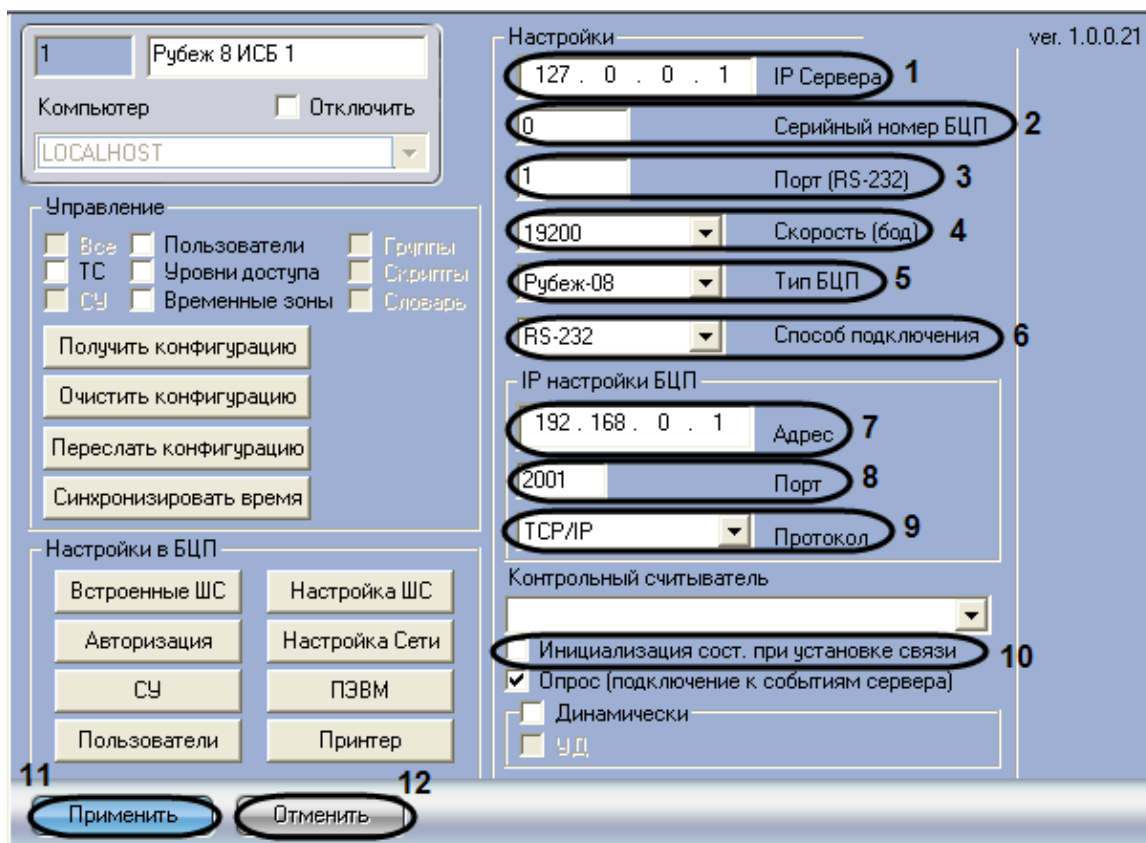 1 Рубеж 8 ИСБ 1
Компьютер Отключить
LOCALHOST
Управление
Все Пользователи Группы
ТС Уровни доступа Скрипты
СУ Временные зоны Словарь
Получить конфигурацию
Очистить конфигурацию
Переслать конфигурацию
Синхронизировать время
Настройки в БЦП
Встроенные ШС Настройка ШС
Авторизация Настройка Сети
СУ ПЭВМ
Пользователи Принтер
Настройки
127 . 0 . 0 . 1 IP Сервера 1
0 Серийный номер БЦП 2
1 Порт (RS-232) 3
19200 Скорость (бод) 4
Рубеж-08 Тип БЦП 5
RS-232 Способ подключения 6
IP настройки БЦП
192 . 168 . 0 . 1 Адрес 7
2001 Порт 8
TCP/IP Протокол 9
Контрольный считыватель
Инициализация сост. при установке связи 10
Опрос (подключение к событиям сервера)
Динамически
УД
ver. 1.0.0.21
11 12
Применить Отменить